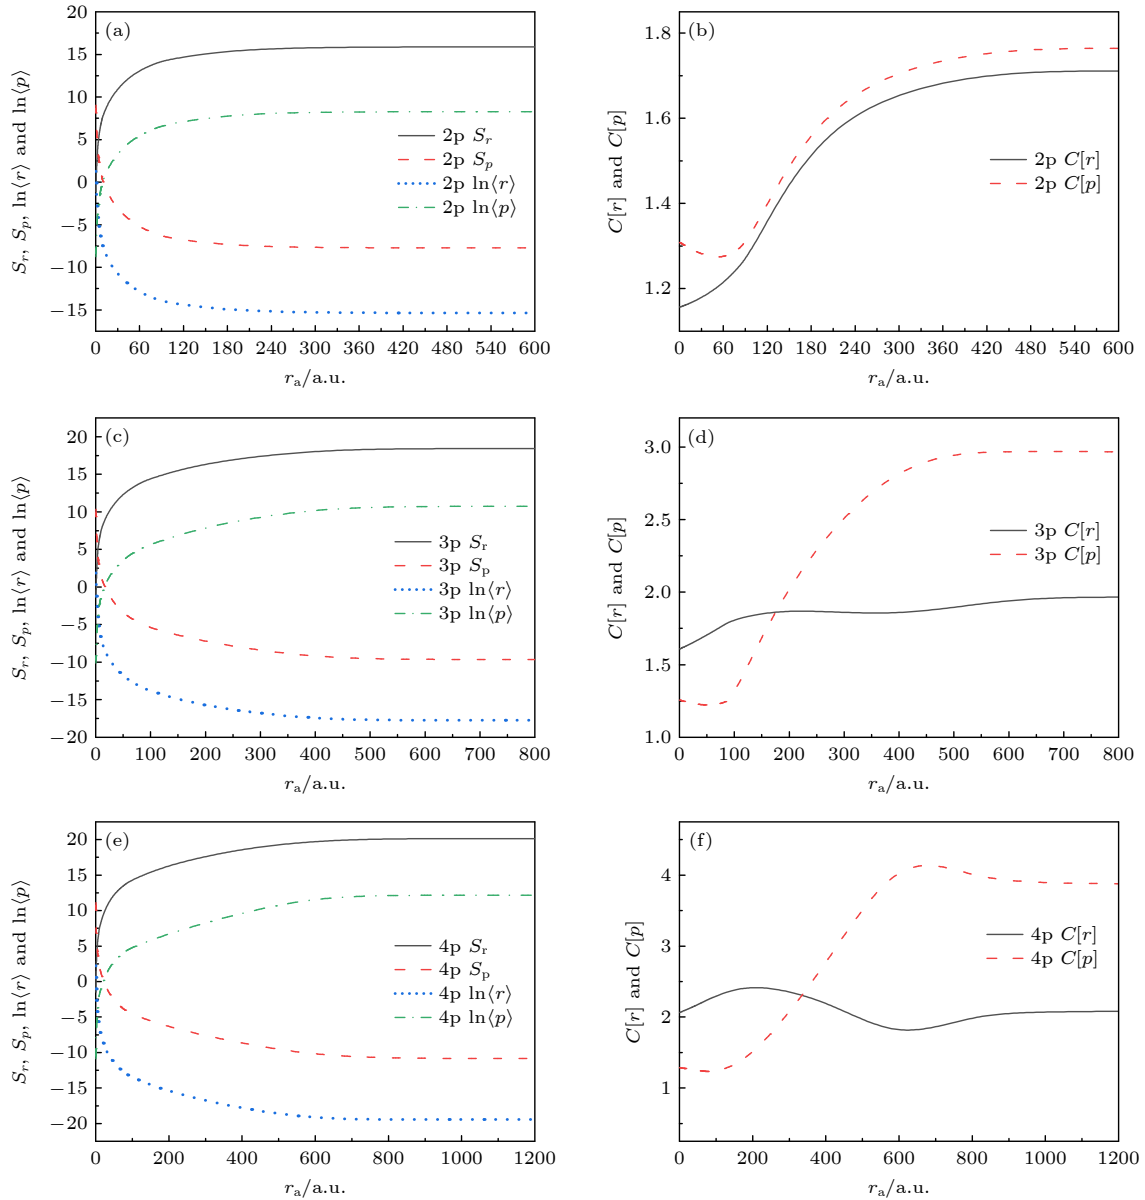 (a)
20
15
10
5
0
−5
−10
−15
S_r, S_p, ln⟨r⟩ and ln⟨p⟩
2p S_r
2p S_p
2p ln⟨r⟩
2p ln⟨p⟩
0 60 120 180 240 300 360 420 480 540 600
r_a/a.u.
(b)
1.8
1.6
1.4
1.2
C[r] and C[p]
2p C[r]
2p C[p]
0 60 120 180 240 300 360 420 480 540 600
r_a/a.u.
(c)
20
15
10
5
0
−5
−10
−15
−20
S_r, S_p, ln⟨r⟩ and ln⟨p⟩
3p S_r
3p S_p
3p ln⟨r⟩
3p ln⟨p⟩
0 100 200 300 400 500 600 700 800
r_a/a.u.
(d)
3.0
2.5
2.0
1.5
1.0
C[r] and C[p]
3p C[r]
3p C[p]
0 100 200 300 400 500 600 700 800
r_a/a.u.
(e)
20
15
10
5
0
−5
−10
−15
−20
S_r, S_p, ln⟨r⟩ and ln⟨p⟩
4p S_r
4p S_p
4p ln⟨r⟩
4p ln⟨p⟩
0 200 400 600 800 1000 1200
r_a/a.u.
(f)
4
3
2
1
C[r] and C[p]
4p C[r]
4p C[p]
0 200 400 600 800 1000 1200
r_a/a.u.